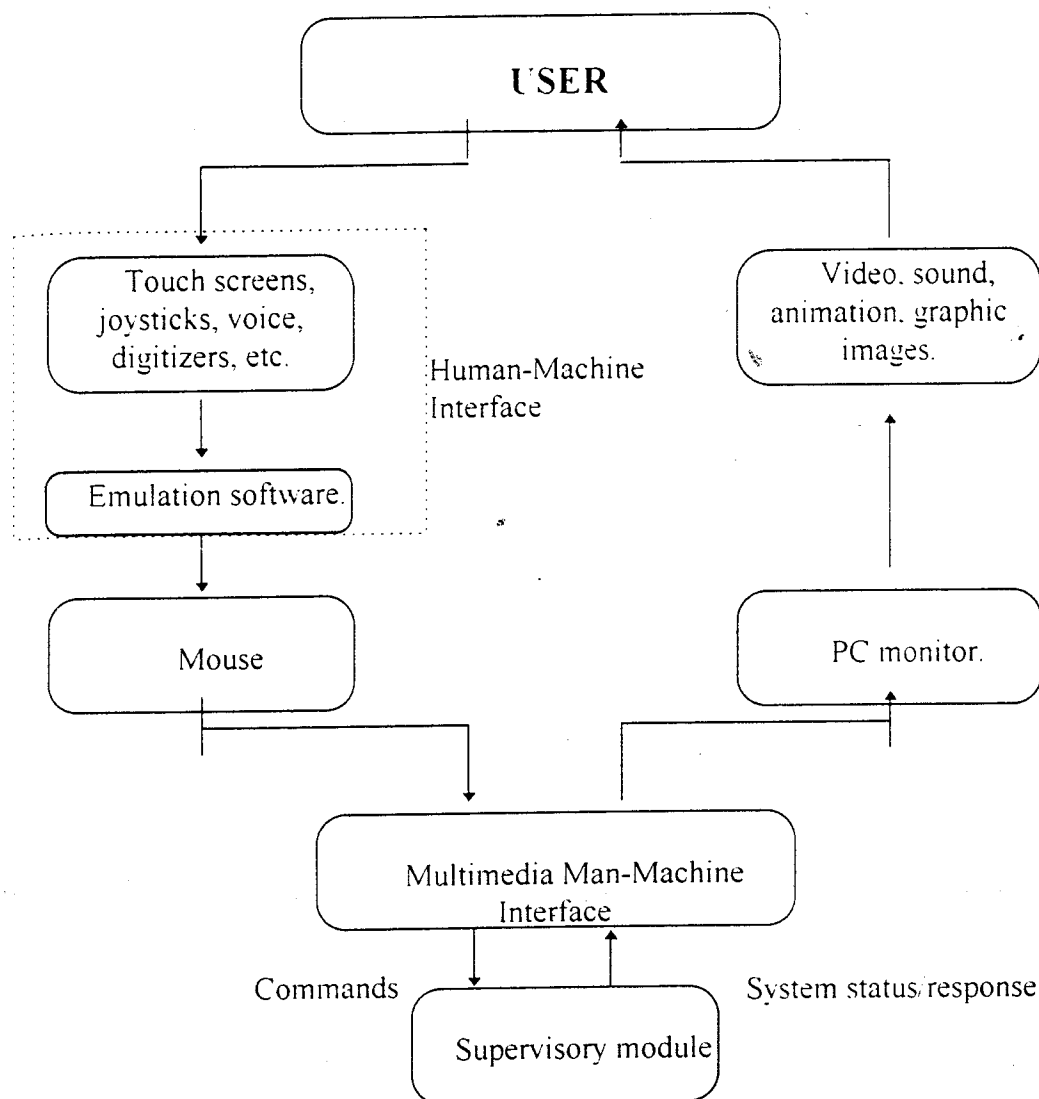 USER
Touch screens,
joysticks, voice,
digitizers, etc.
Video, sound,
animation, graphic
images.
Human-Machine
Interface
Emulation software.
Mouse
PC monitor.
Multimedia Man-Machine
Interface
Commands
System status/response
Supervisory module